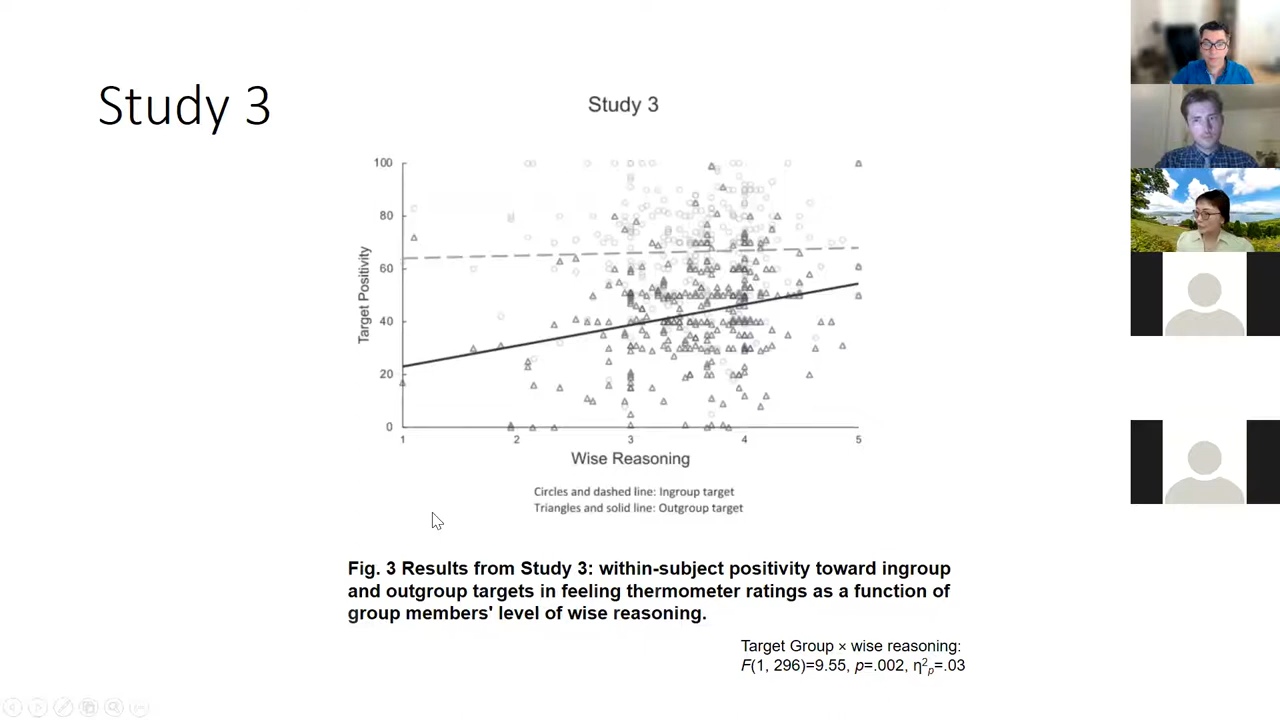 Study 3
Study 3
100
80
60
40
20
0
Target Positivity
1 2 3 4 5
Wise Reasoning
Circles and dashed line: Ingroup target
Triangles and solid line: Outgroup target
Fig. 3 Results from Study 3: within-subject positivity toward ingroup
and outgroup targets in feeling thermometer ratings as a function of
group members' level of wise reasoning.
Target Group × wise reasoning:
F(1, 296)=9.55, p=.002, η²p=.03